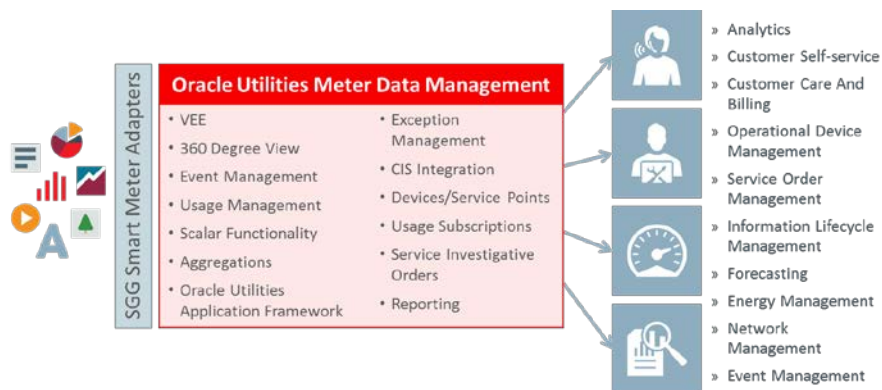 SGG Smart Meter Adapters
Oracle Utilities Meter Data Management
• VEE
• 360 Degree View
• Event Management
• Usage Management
• Scalar Functionality
• Aggregations
• Oracle Utilities
Application Framework
• Exception
Management
• CIS Integration
• Devices/Service Points
• Usage Subscriptions
• Service Investigative
Orders
• Reporting
» Analytics
» Customer Self-service
» Customer Care And
Billing
» Operational Device
Management
» Service Order
Management
» Information Lifecycle
Management
» Forecasting
» Energy Management
» Network
Management
» Event Management
A